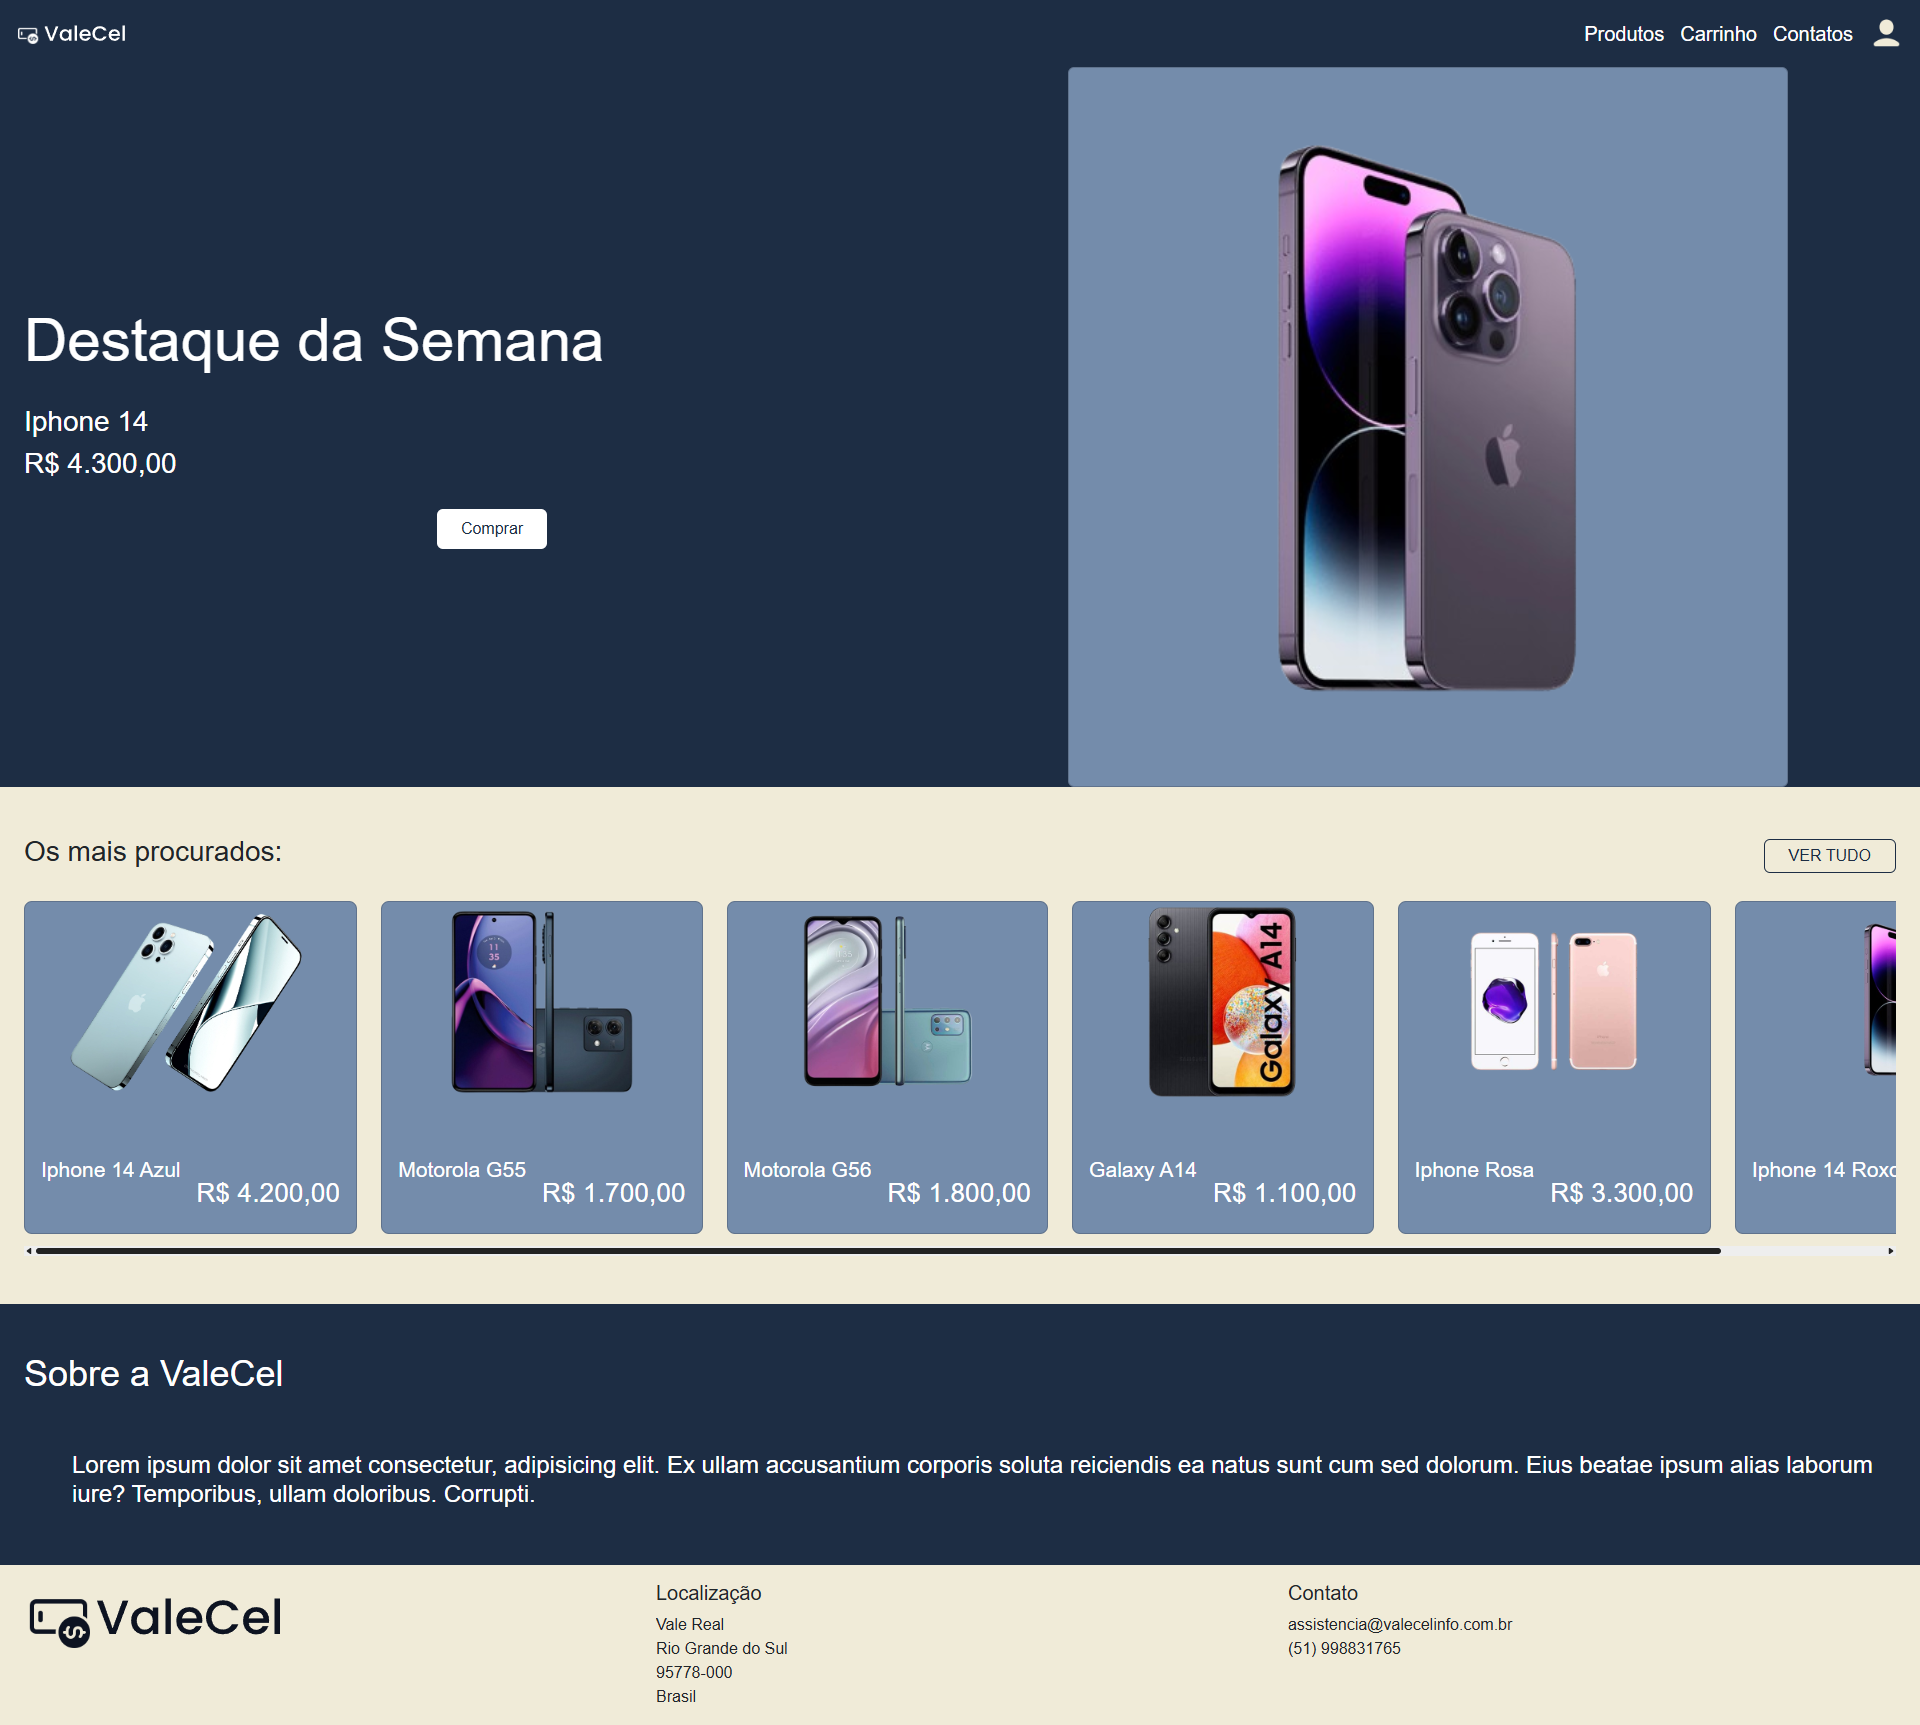 ValeCel
Produtos Carrinho Contatos
Destaque da Semana
Iphone 14
R$ 4.300,00
Comprar
Os mais procurados:
VER TUDO
11
35
Galaxy A14
Iphone 14 Azul
R$ 4.200,00
Motorola G55
R$ 1.700,00
Motorola G56
R$ 1.800,00
Galaxy A14
R$ 1.100,00
Iphone Rosa
R$ 3.300,00
Iphone 14 Roxo
Sobre a ValeCel
Lorem ipsum dolor sit amet consectetur, adipisicing elit. Ex ullam accusantium corporis soluta reiciendis ea natus sunt cum sed dolorum. Eius beatae ipsum alias laborum
iure? Temporibus, ullam doloribus. Corrupti.
ValeCel
Localização
Vale Real
Rio Grande do Sul
95778-000
Brasil
Contato
assistencia@valecelinfo.com.br
(51) 998831765